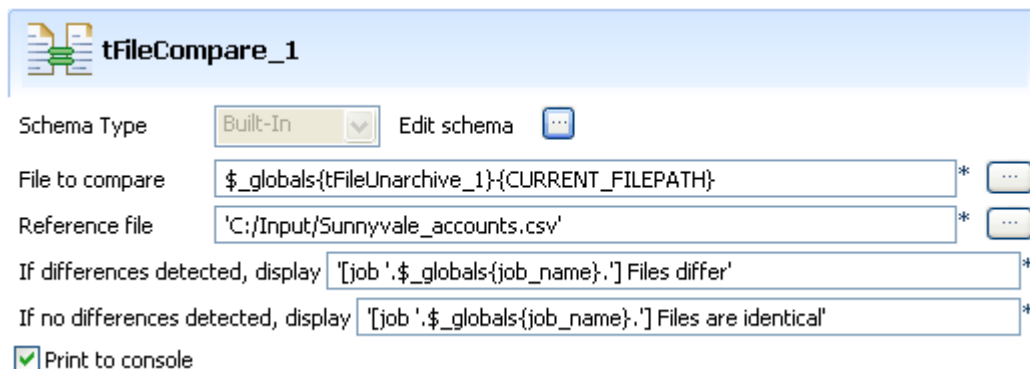 tFileCompare_1
Schema Type Built-In Edit schema ...
File to compare $_globals{tFileUnarchive_1}{CURRENT_FILEPATH} * ...
Reference file 'C:/Input/Sunnyvale_accounts.csv' * ...
If differences detected, display '[job '.$_globals{job_name}.'] Files differ' *
If no differences detected, display '[job '.$_globals{job_name}.'] Files are identical' *
Print to console